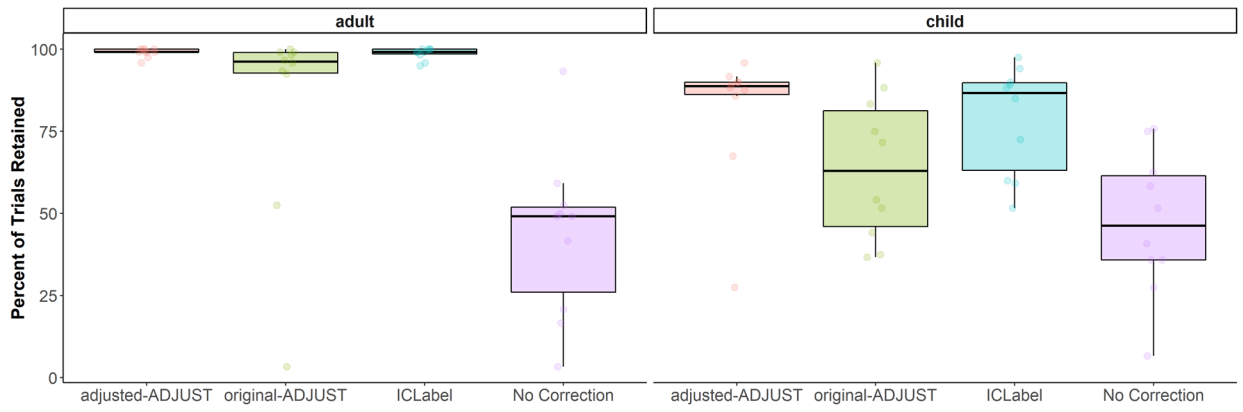 adult child
Percent of Trials Retained
100
75
50
25
0
adjusted-ADJUST original-ADJUST ICLabel No Correction adjusted-ADJUST original-ADJUST ICLabel No Correction